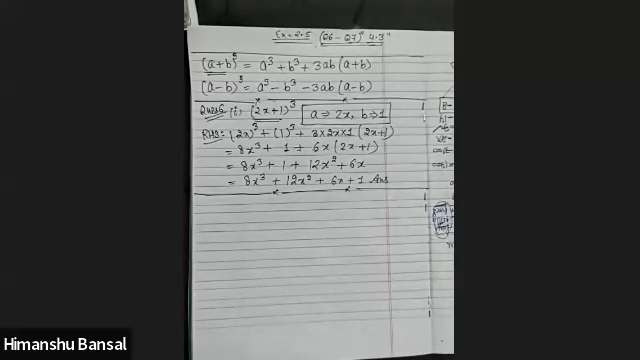 Ex=2.5 (Q6-Q7)" 4.3"
(a+b)³ = a³+b³+3ab(a+b)
(a-b)³ = a³-b³-3ab(a-b)
Ques6 (i) (2x+1)³ a⇒2x, b⇒1
RHS: (2x)³+(1)³+3×2x×1(2x+1)
= 8x³+1+6x(2x+1)
= 8x³+1+12x²+6x
= 8x³+12x²+6x+1 Ans
Himanshu Bansal